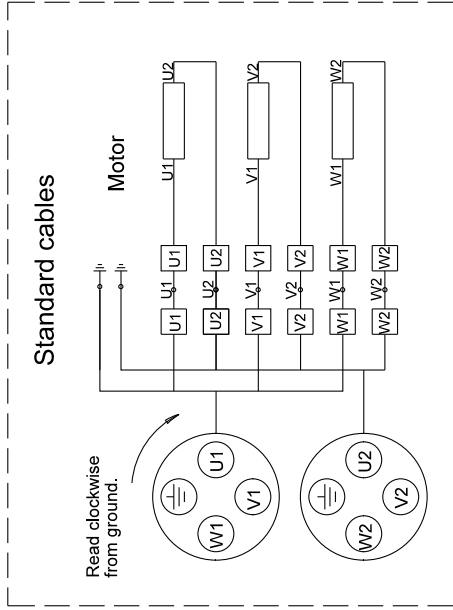 Standard cables
Motor
Read clockwise
from ground.
W1
U1
V1
W2
U2
V2
U1 U1 U1 U1 U2
U2 U2 U2
V1 V1 V1 V1 V2
V2 V2 V2
W1 W1 W1 W1 W2
W2 W2 W2